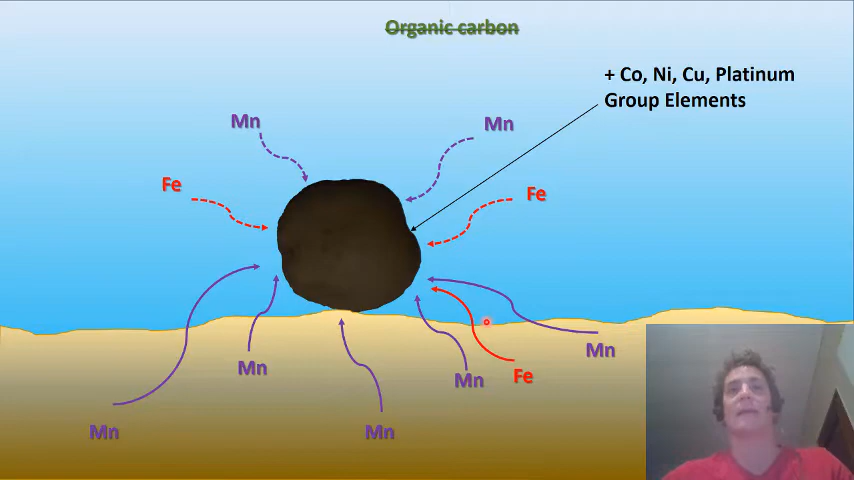 Organic carbon
+ Co, Ni, Cu, Platinum
Group Elements
Mn
Mn
Fe
Fe
Mn
Mn
Fe
Mn
Mn
Mn